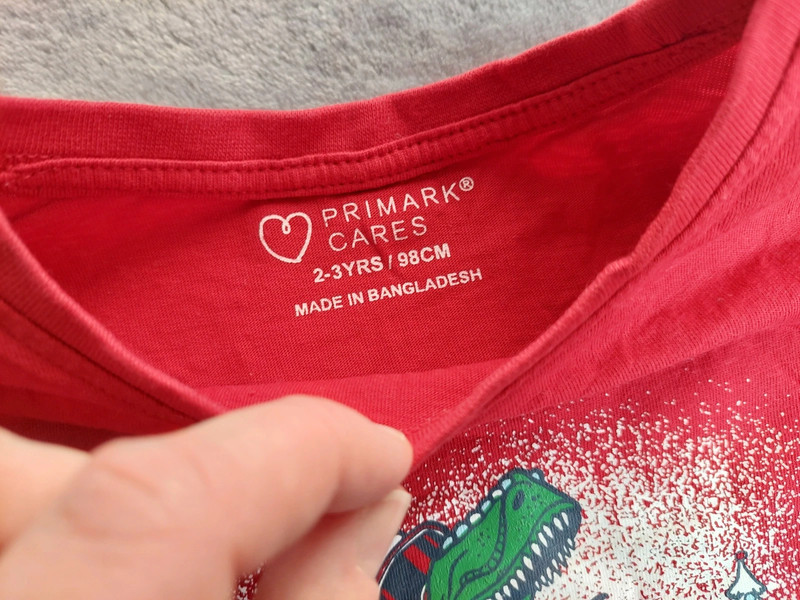 PRIMARK®
CARES
2-3YRS / 98CM
MADE IN BANGLADESH